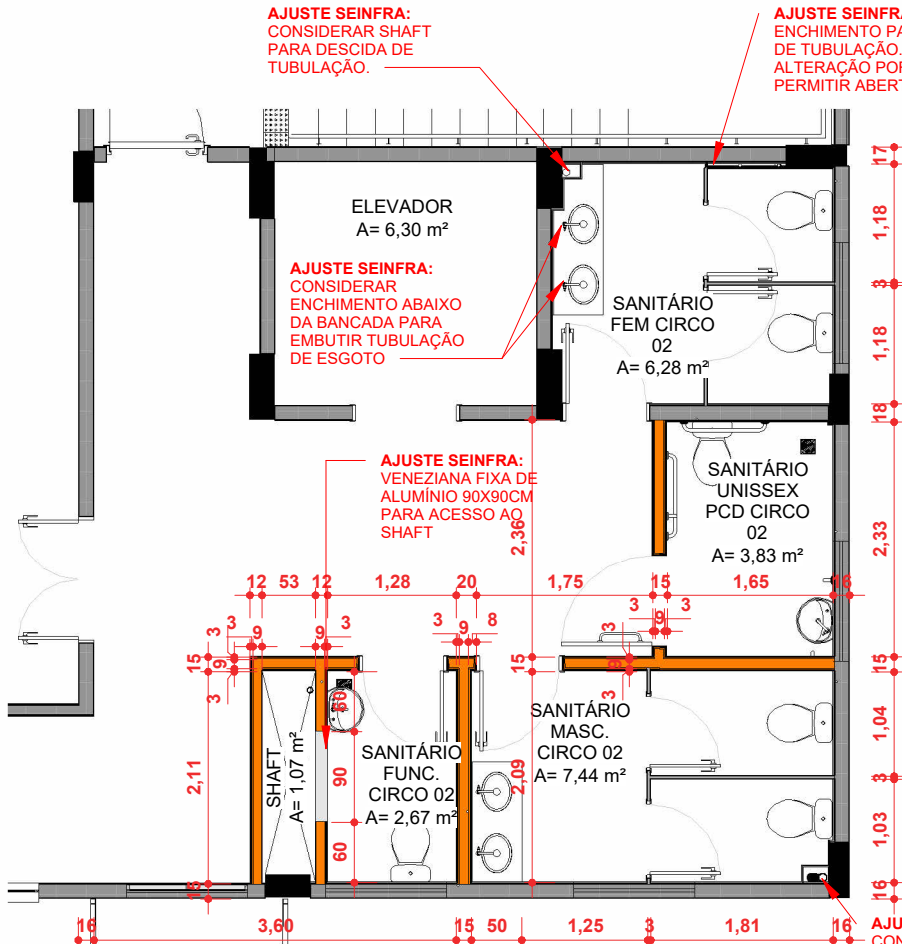 AJUSTE SEINFRA:
CONSIDERAR SHAFT
PARA DESCIDA DE
TUBULAÇÃO.
AJUSTE SEINFRA
ENCHIMENTO PA
DE TUBULAÇÃO.
ALTERAÇÃO POR
PERMITIR ABERT
ELEVADOR
A= 6,30 m²
AJUSTE SEINFRA:
CONSIDERAR
ENCHIMENTO ABAIXO
DA BANCADA PARA
EMBUTIR TUBULAÇÃO
DE ESGOTO
SANITÁRIO
FEM CIRCO
02
A= 6,28 m²
17
1,18
3
1,18
18
AJUSTE SEINFRA:
VENEZIANA FIXA DE
ALUMÍNIO 90X90CM
PARA ACESSO AO
SHAFT
SANITÁRIO
UNISSEX
PCD CIRCO
02
A= 3,83 m²
2,36
2,33
12 53 12 1,28 20 1,75 15 1,65 16
3 9 9 3 3 9 8 3 9 3
3
15 9
3
15
3
9
3
15
SHAFT
A= 1,07 m²
SANITÁRIO
FUNC.
CIRCO 02
A= 2,67 m²
SANITÁRIO
MASC.
CIRCO 02
A= 7,44 m²
2,11
60
90
60
2,09
1,04
3
1,03
16
15
16 3,60 15 50 1,25 3 1,81 16
AJU
CON